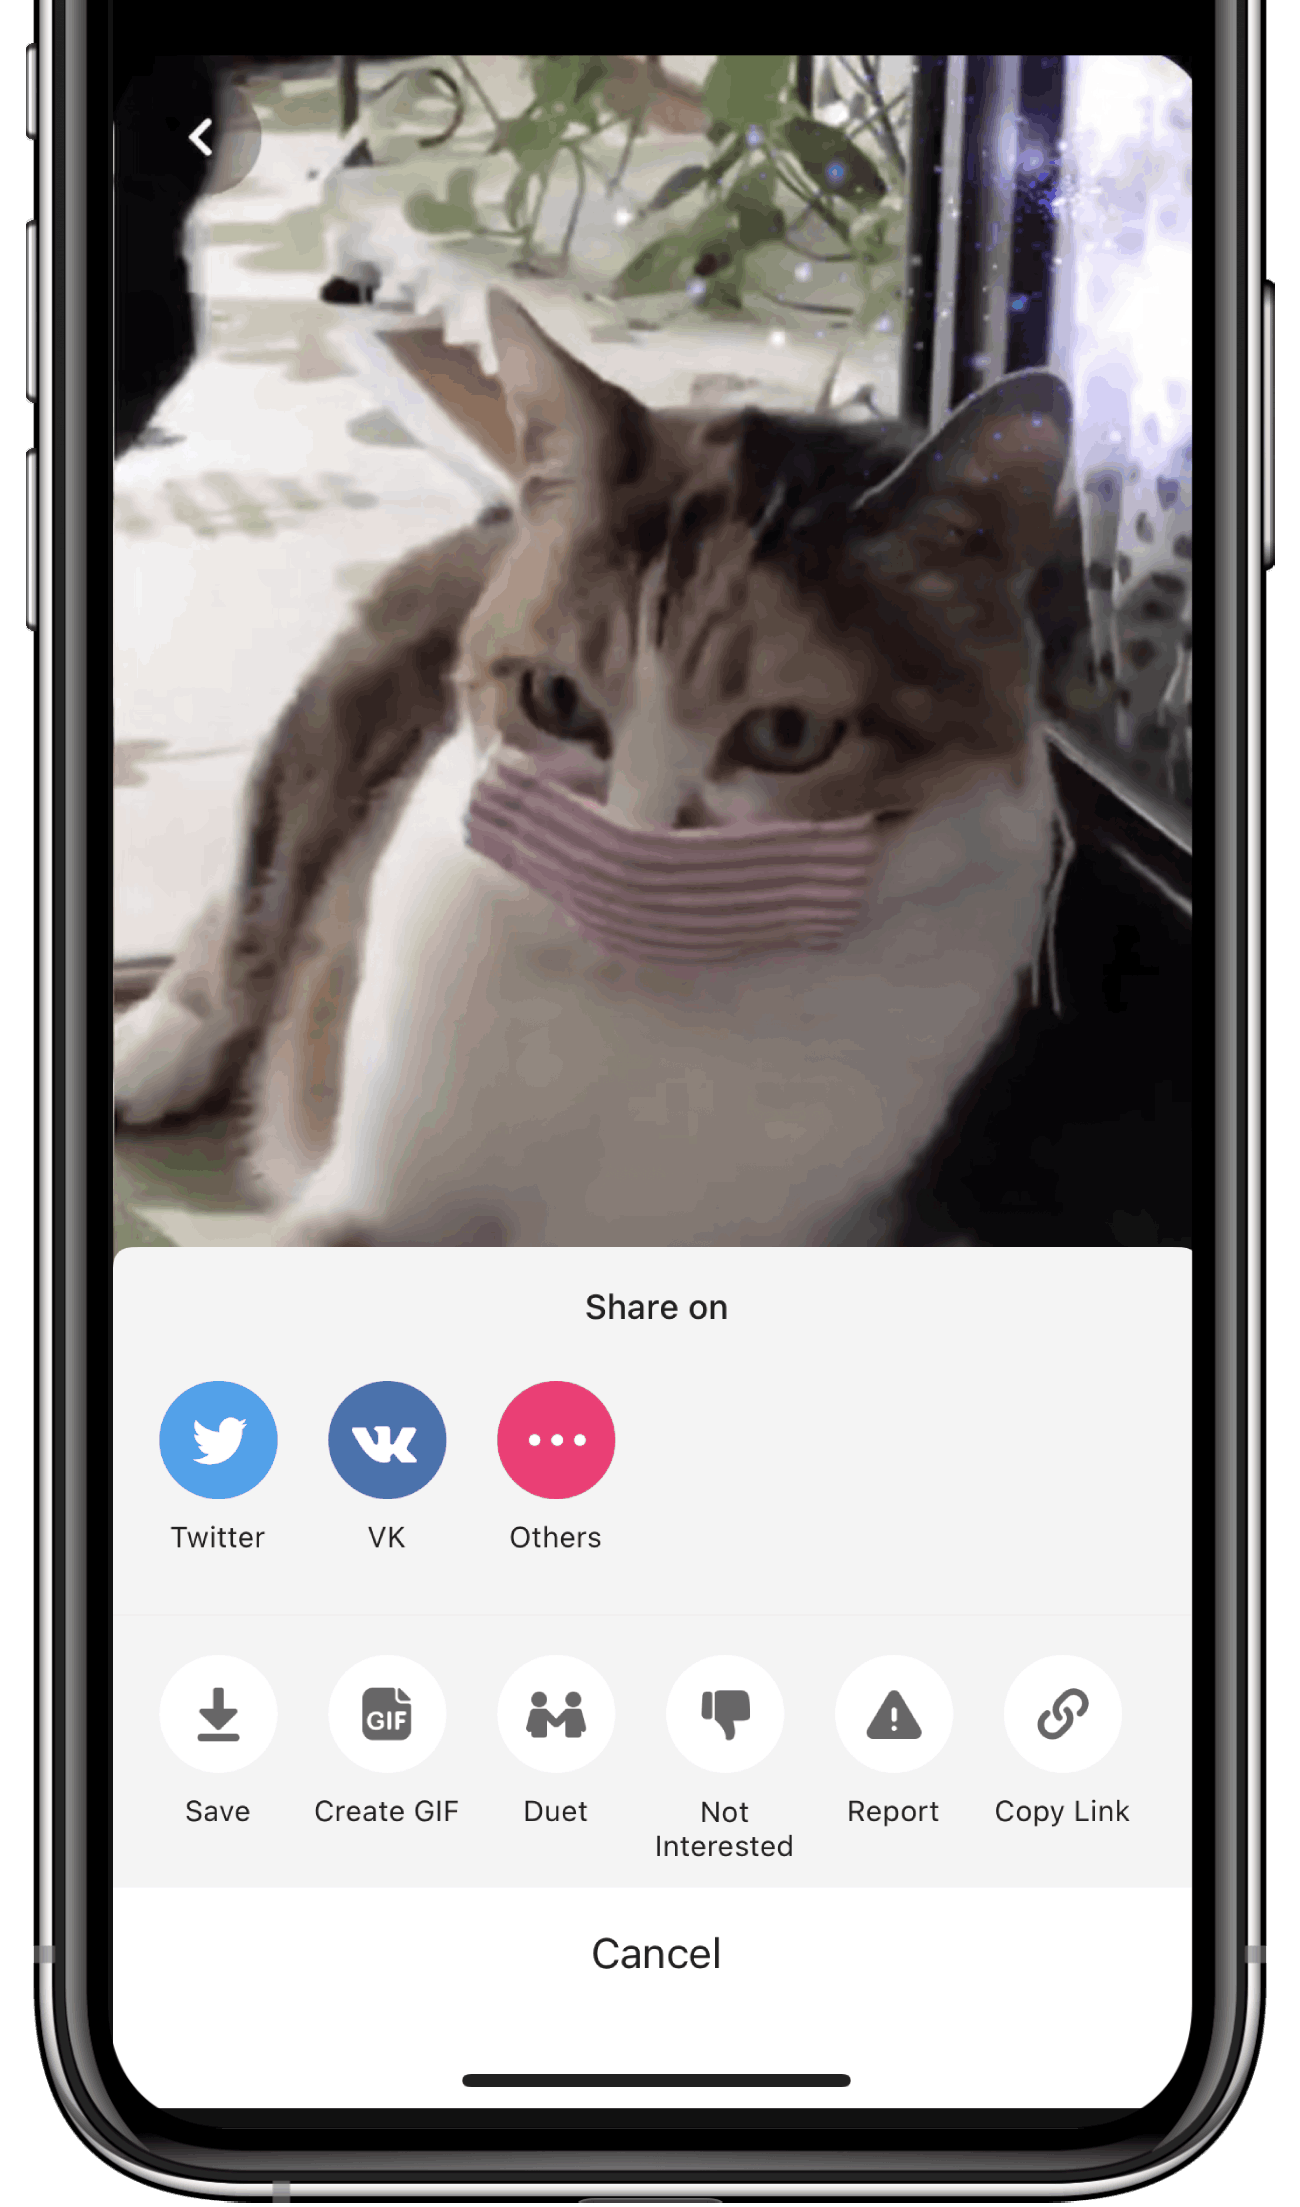 Share on
Twitter
VK
Others
GIF
Save
Create GIF
Duet
Not
Interested
Report
Copy Link
Cancel